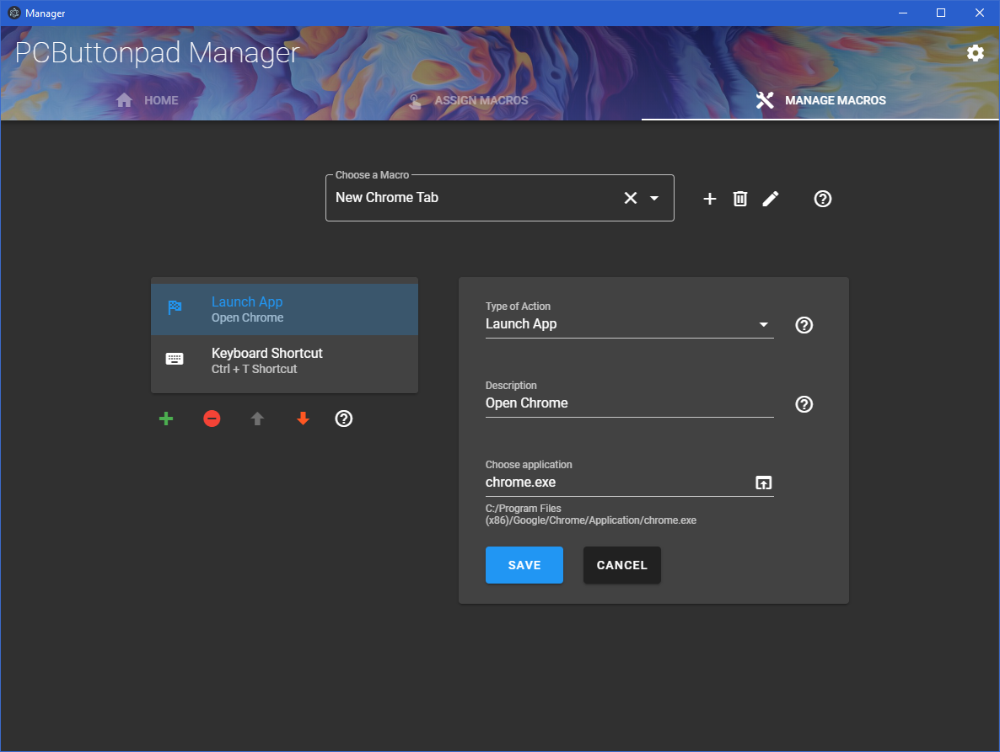 Manager
PCButtonpad Manager
HOME
ASSIGN MACROS
MANAGE MACROS
Choose a Macro
New Chrome Tab
Launch App
Open Chrome
Keyboard Shortcut
Ctrl + T Shortcut
Type of Action
Launch App
Description
Open Chrome
Choose application
chrome.exe
C:/Program Files
(x86)/Google/Chrome/Application/chrome.exe
SAVE
CANCEL